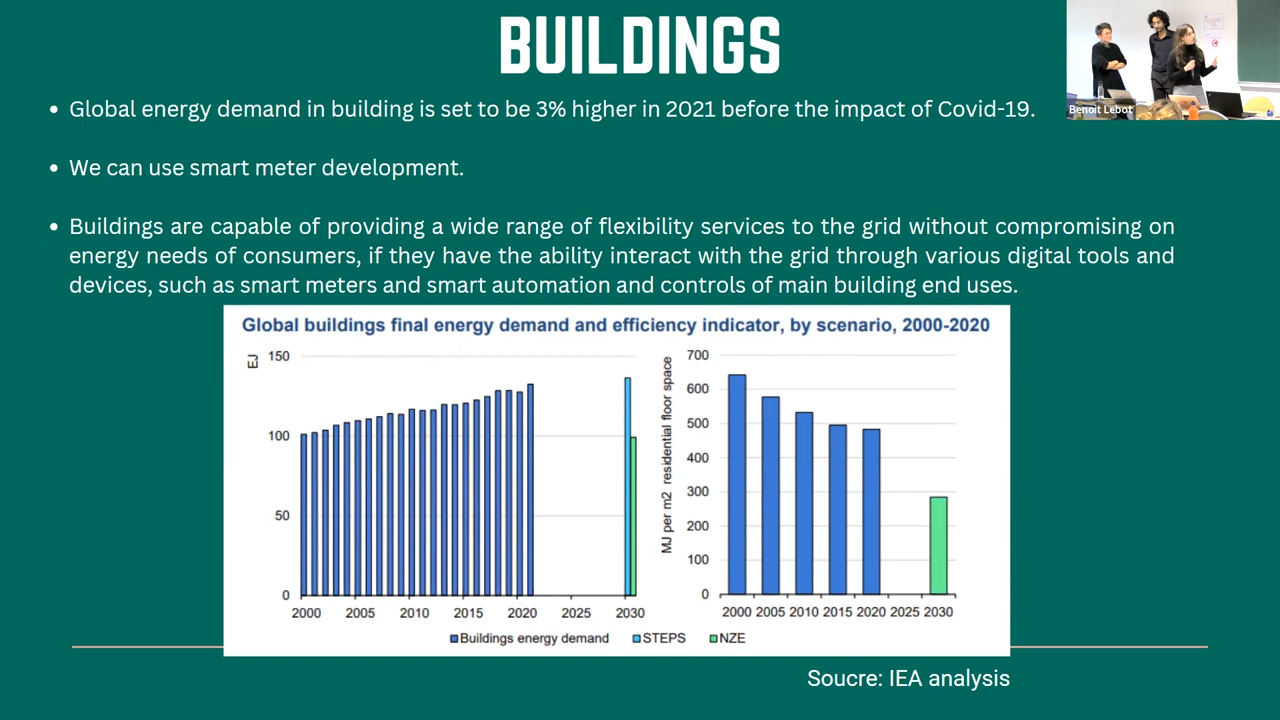 BUILDINGS
Benoit Lebot
• Global energy demand in building is set to be 3% higher in 2021 before the impact of Covid-19.
• We can use smart meter development.
• Buildings are capable of providing a wide range of flexibility services to the grid without compromising on
energy needs of consumers, if they have the ability interact with the grid through various digital tools and
devices, such as smart meters and smart automation and controls of main building end uses.
Global buildings final energy demand and efficiency indicator, by scenario, 2000-2020
EJ
150
100
50
0
2000 2005 2010 2015 2020 2025 2030
MJ per m2 residential floor space
700
600
500
400
300
200
100
0
2000 2005 2010 2015 2020 2025 2030
Buildings energy demand STEPS NZE
Soucre: IEA analysis